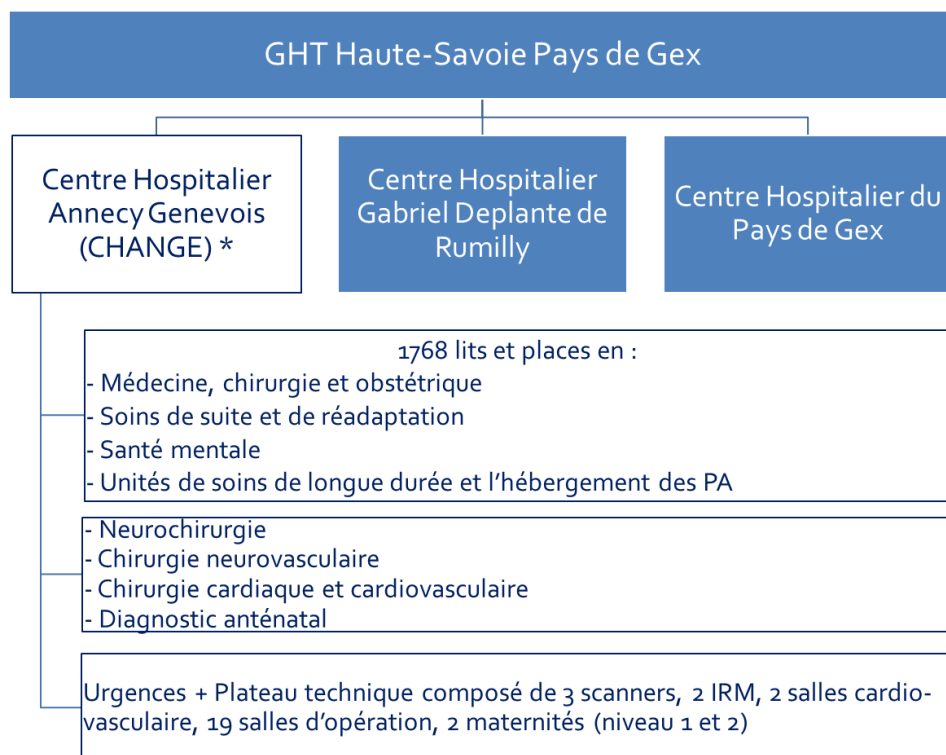 GHT Haute-Savoie Pays de Gex
Centre Hospitalier
Annecy Genevois
(CHANGE) *
Centre Hospitalier
Gabriel Deplante de
Rumilly
Centre Hospitalier du
Pays de Gex
1768 lits et places en :
- Médecine, chirurgie et obstétrique
- Soins de suite et de réadaptation
- Santé mentale
- Unités de soins de longue durée et l'hébergement des PA
- Neurochirurgie
- Chirurgie neurovasculaire
- Chirurgie cardiaque et cardiovasculaire
- Diagnostic anténatal
Urgences + Plateau technique composé de 3 scanners, 2 IRM, 2 salles cardio-
vasculaire, 19 salles d'opération, 2 maternités (niveau 1 et 2)